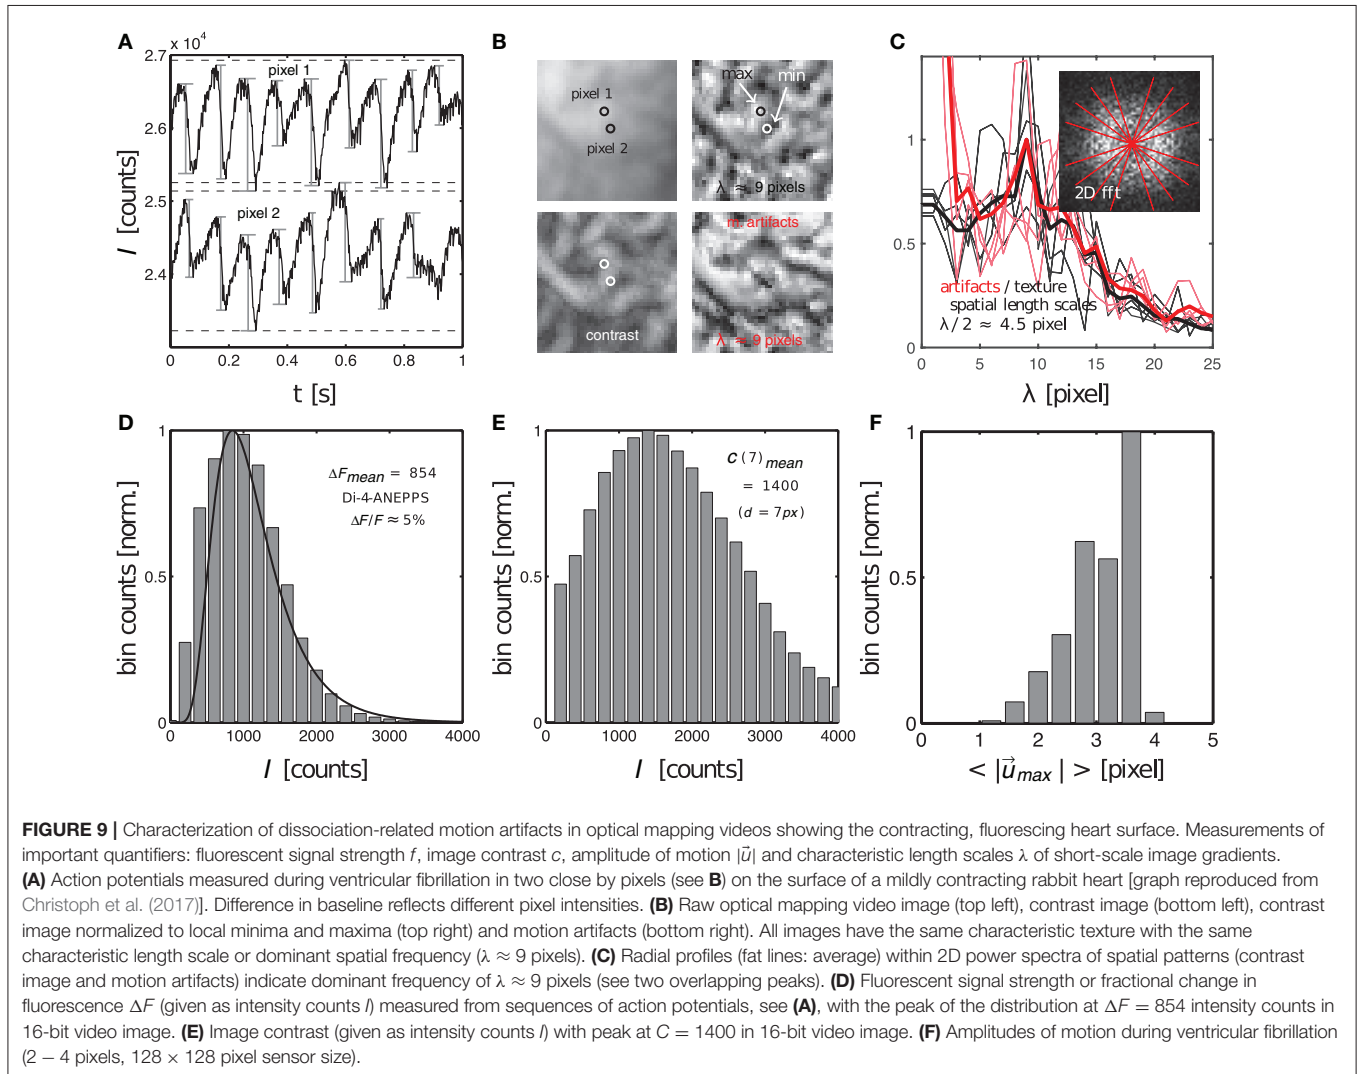 A
B
C
x 10⁴
2.7
2.6
2.5
2.4
I [counts]
pixel 1
pixel 2
0
0.2
0.4
0.6
0.8
1
t [s]
pixel 1
pixel 2
max
min
λ ≈ 9 pixels
contrast
m. artifacts
λ ≈ 9 pixels
1
0.5
0
2D fft
artifacts / texture
spatial length scales
λ/2 ≈ 4.5 pixel
0
5
10
15
20
25
λ [pixel]
D
E
F
1
0.5
0
bin counts [norm.]
ΔFmean = 854
Di-4-ANEPPS
ΔF/F ≈ 5%
0
1000
2000
3000
4000
I [counts]
1
0.5
0
bin counts [norm.]
C (7) mean
= 1400
(d = 7px)
0
1000
2000
3000
4000
I [counts]
1
0.5
0
bin counts [norm.]
0
1
2
3
4
5
< |u⃗max| > [pixel]
FIGURE 9 | Characterization of dissociation-related motion artifacts in optical mapping videos showing the contracting, fluorescing heart surface. Measurements of
important quantifiers: fluorescent signal strength f, image contrast c, amplitude of motion |u⃗| and characteristic length scales λ of short-scale image gradients.
(A) Action potentials measured during ventricular fibrillation in two close by pixels (see B) on the surface of a mildly contracting rabbit heart [graph reproduced from
Christoph et al. (2017)]. Difference in baseline reflects different pixel intensities. (B) Raw optical mapping video image (top left), contrast image (bottom left), contrast
image normalized to local minima and maxima (top right) and motion artifacts (bottom right). All images have the same characteristic texture with the same
characteristic length scale or dominant spatial frequency (λ ≈ 9 pixels). (C) Radial profiles (fat lines: average) within 2D power spectra of spatial patterns (contrast
image and motion artifacts) indicate dominant frequency of λ ≈ 9 pixels (see two overlapping peaks). (D) Fluorescent signal strength or fractional change in
fluorescence ΔF (given as intensity counts I) measured from sequences of action potentials, see (A), with the peak of the distribution at ΔF = 854 intensity counts in
16-bit video image. (E) Image contrast (given as intensity counts I) with peak at C = 1400 in 16-bit video image. (F) Amplitudes of motion during ventricular fibrillation
(2 − 4 pixels, 128 × 128 pixel sensor size).